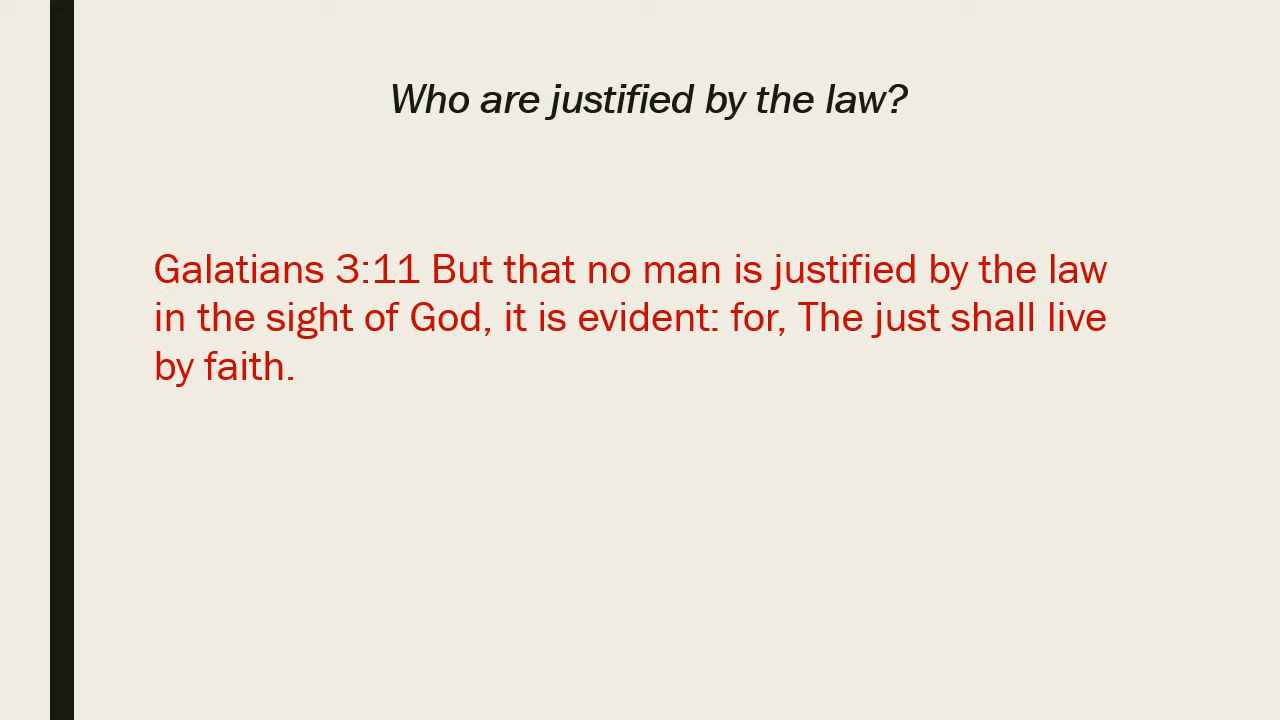 Who are justified by the law?
Galatians 3:11 But that no man is justified by the law
in the sight of God, it is evident: for, The just shall live
by faith.